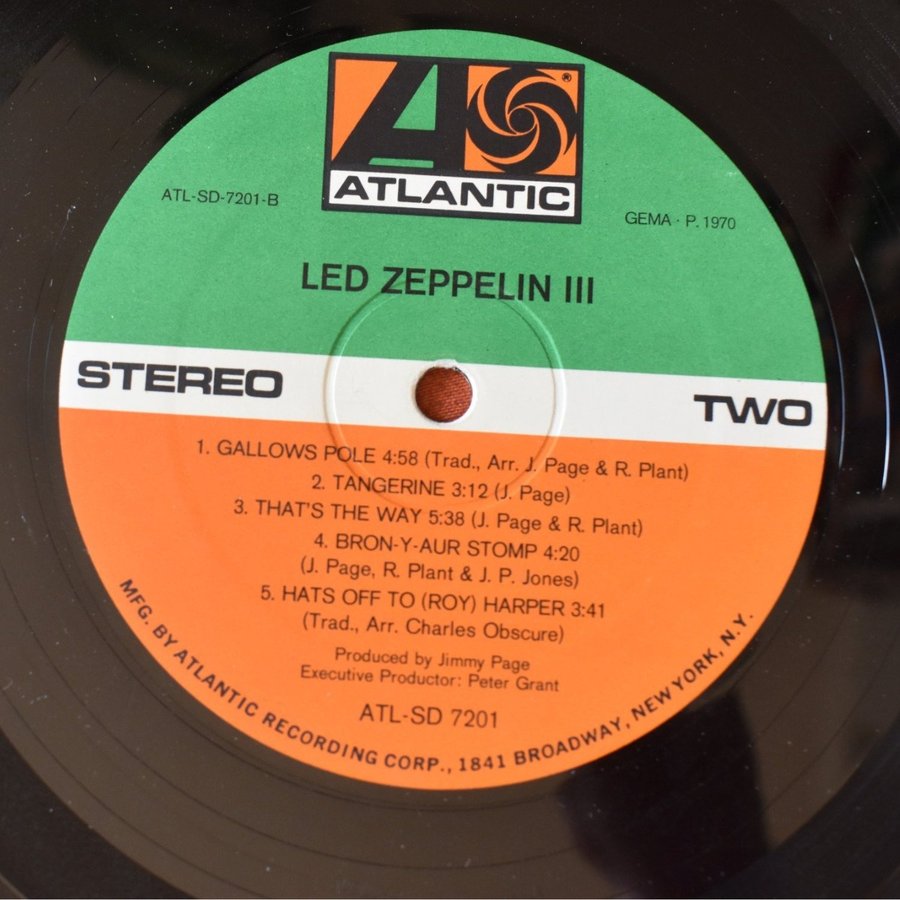 ®
ATLANTIC
ATL-SD-7201-B
GEMA · P. 1970
LED ZEPPELIN III
STEREO
TWO
1. GALLOWS POLE 4:58 (Trad., Arr. J. Page & R. Plant)
2. TANGERINE 3:12 (J. Page)
3. THAT'S THE WAY 5:38 (J. Page & R. Plant)
4. BRON-Y-AUR STOMP 4:20
(J. Page, R. Plant & J. P. Jones)
5. HATS OFF TO (ROY) HARPER 3:41
(Trad., Arr. Charles Obscure)
Produced by Jimmy Page
Executive Productor: Peter Grant
ATL-SD 7201
MFG. BY ATLANTIC RECORDING CORP., 1841 BROADWAY, NEW YORK, N.Y.